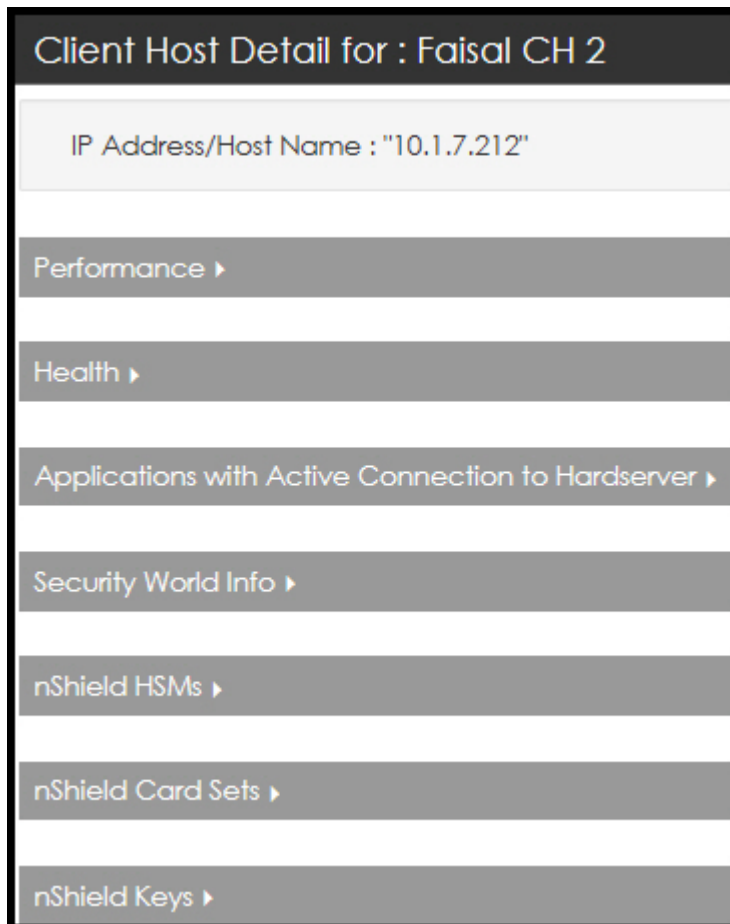 Client Host Detail for : Faisal CH 2
IP Address/Host Name : "10.1.7.212"
Performance
Health
Applications with Active Connection to Hardserver
Security World Info
nShield HSMs
nShield Card Sets
nShield Keys